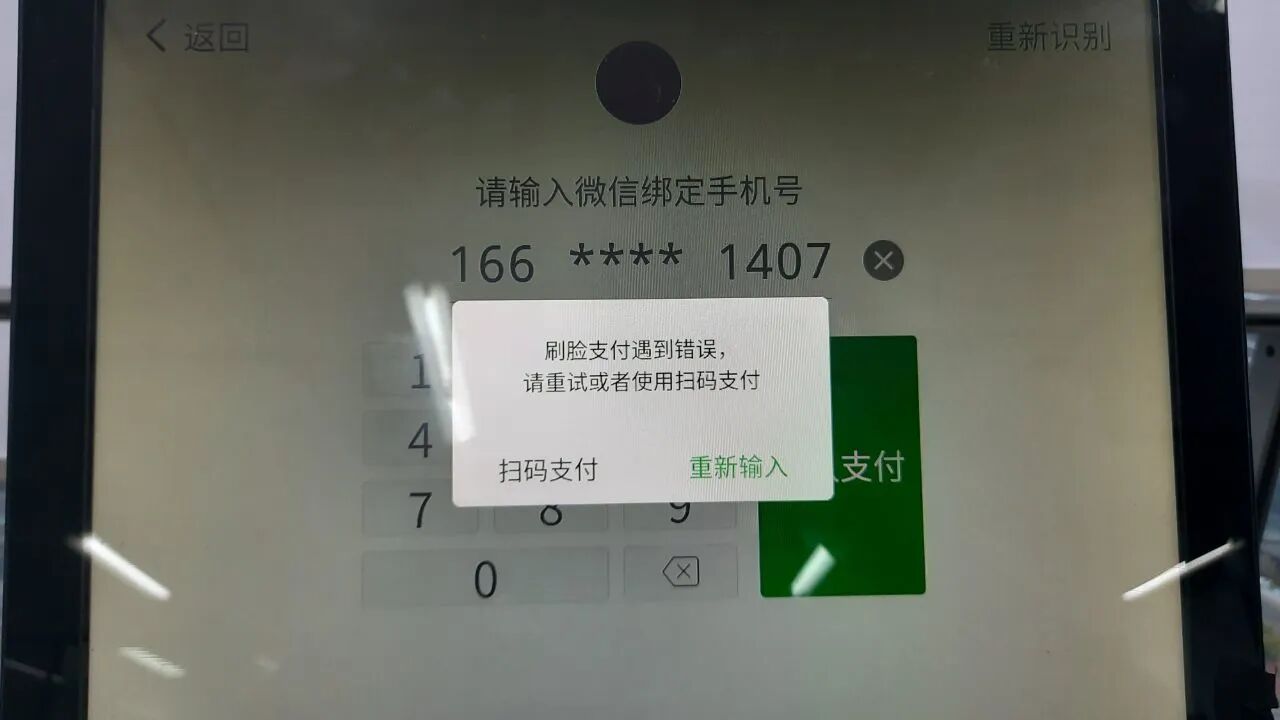 返回
重新识别
请输入微信绑定手机号
166 **** 1407
刷脸支付遇到错误，
请重试或者使用扫码支付
扫码支付
重新输入
1
4
支付
7
8
9
0